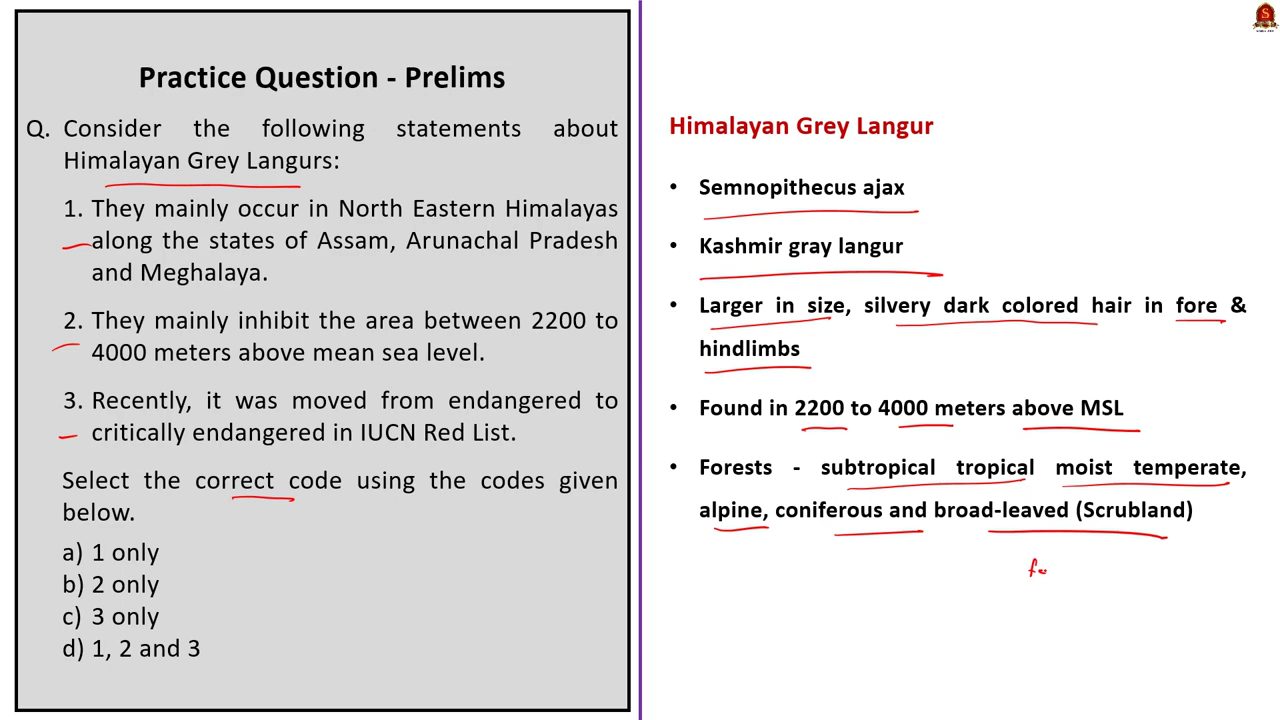 Practice Question - Prelims
Q. Consider the following statements about
Himalayan Grey Langurs:
1. They mainly occur in North Eastern Himalayas
along the states of Assam, Arunachal Pradesh
and Meghalaya.
2. They mainly inhibit the area between 2200 to
4000 meters above mean sea level.
3. Recently, it was moved from endangered to
critically endangered in IUCN Red List.
Select the correct code using the codes given
below.
a) 1 only
b) 2 only
c) 3 only
d) 1, 2 and 3
Himalayan Grey Langur
• Semnopithecus ajax
• Kashmir gray langur
• Larger in size, silvery dark colored hair in fore &
hindlimbs
• Found in 2200 to 4000 meters above MSL
• Forests - subtropical tropical moist temperate,
alpine, coniferous and broad-leaved (Scrubland)